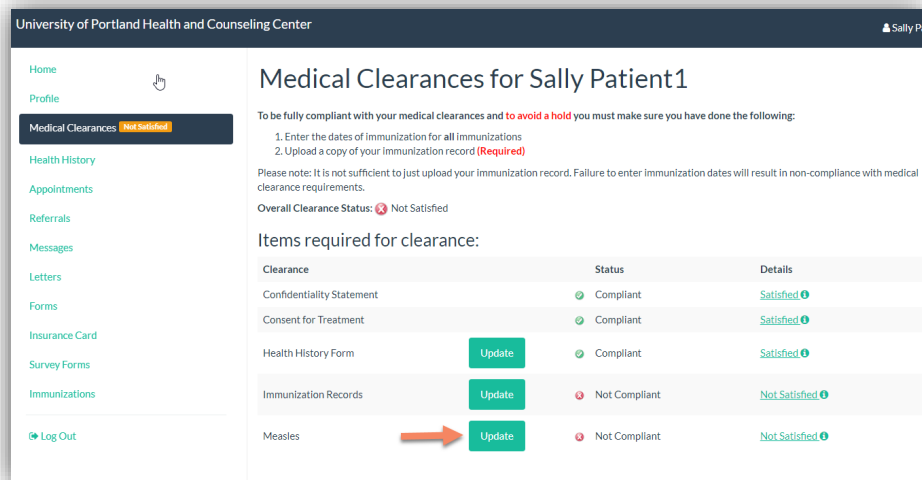 University of Portland Health and Counseling Center
Sally Pa
Home
Profile
Medical Clearances Not Satisfied
Health History
Appointments
Referrals
Messages
Letters
Forms
Insurance Card
Survey Forms
Immunizations
Log Out
Medical Clearances for Sally Patient1
To be fully compliant with your medical clearances and to avoid a hold you must make sure you have done the following:
1. Enter the dates of immunization for all immunizations
2. Upload a copy of your immunization record (Required)
Please note: It is not sufficient to just upload your immunization record. Failure to enter immunization dates will result in non-compliance with medical
clearance requirements.
Overall Clearance Status: Not Satisfied
Items required for clearance:
Clearance Status Details
Confidentiality Statement Compliant Satisfied
Consent for Treatment Compliant Satisfied
Health History Form Update Compliant Satisfied
Immunization Records Update Not Compliant Not Satisfied
Measles Update Not Compliant Not Satisfied